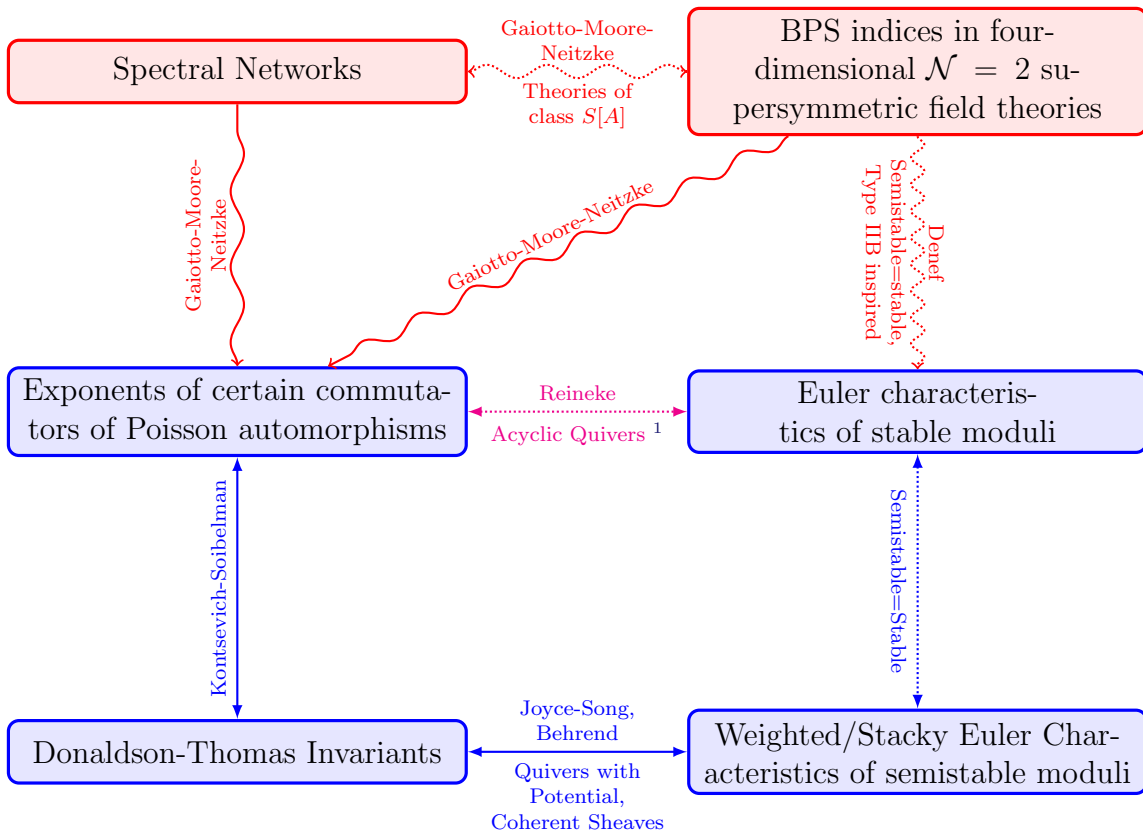 Spectral Networks
Gaiotto-Moore-
Neitzke
Theories of
class S[A]
BPS indices in four-
dimensional 𝒩 = 2 su-
persymmetric field theories
Gaiotto-Moore-
Neitzke
Gaiotto-Moore-Neitzke
Denef
Semistable=stable,
Type IIB inspired
Exponents of certain commuta-
tors of Poisson automorphisms
Reineke
Acyclic Quivers ¹
Euler characteris-
tics of stable moduli
Kontsevich-Soibelman
Semistable=Stable
Donaldson-Thomas Invariants
Joyce-Song,
Behrend
Quivers with
Potential,
Coherent Sheaves
Weighted/Stacky Euler Char-
acteristics of semistable moduli